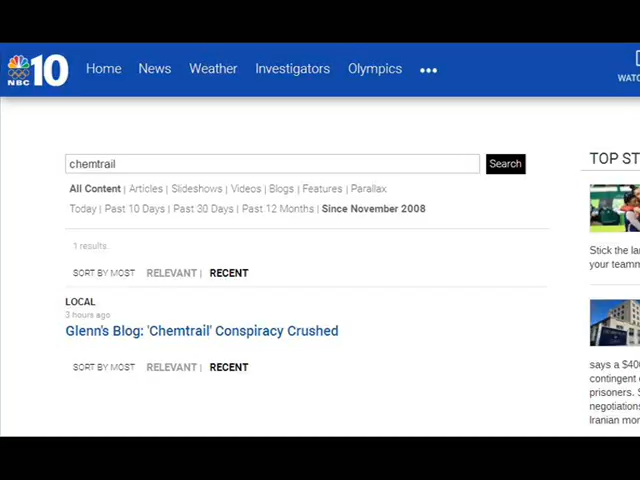 NBC 10 Home News Weather Investigators Olympics •••
WATC
chemtrail Search
All Content | Articles | Slideshows | Videos | Blogs | Features | Parallax
Today | Past 10 Days | Past 30 Days | Past 12 Months | Since November 2008
1 results.
SORT BY MOST RELEVANT | RECENT
LOCAL
3 hours ago
Glenn's Blog: 'Chemtrail' Conspiracy Crushed
SORT BY MOST RELEVANT | RECENT
TOP ST
Stick the la
your teamm
says a $40
contingent
prisoners.
negotiations
Iranian mor